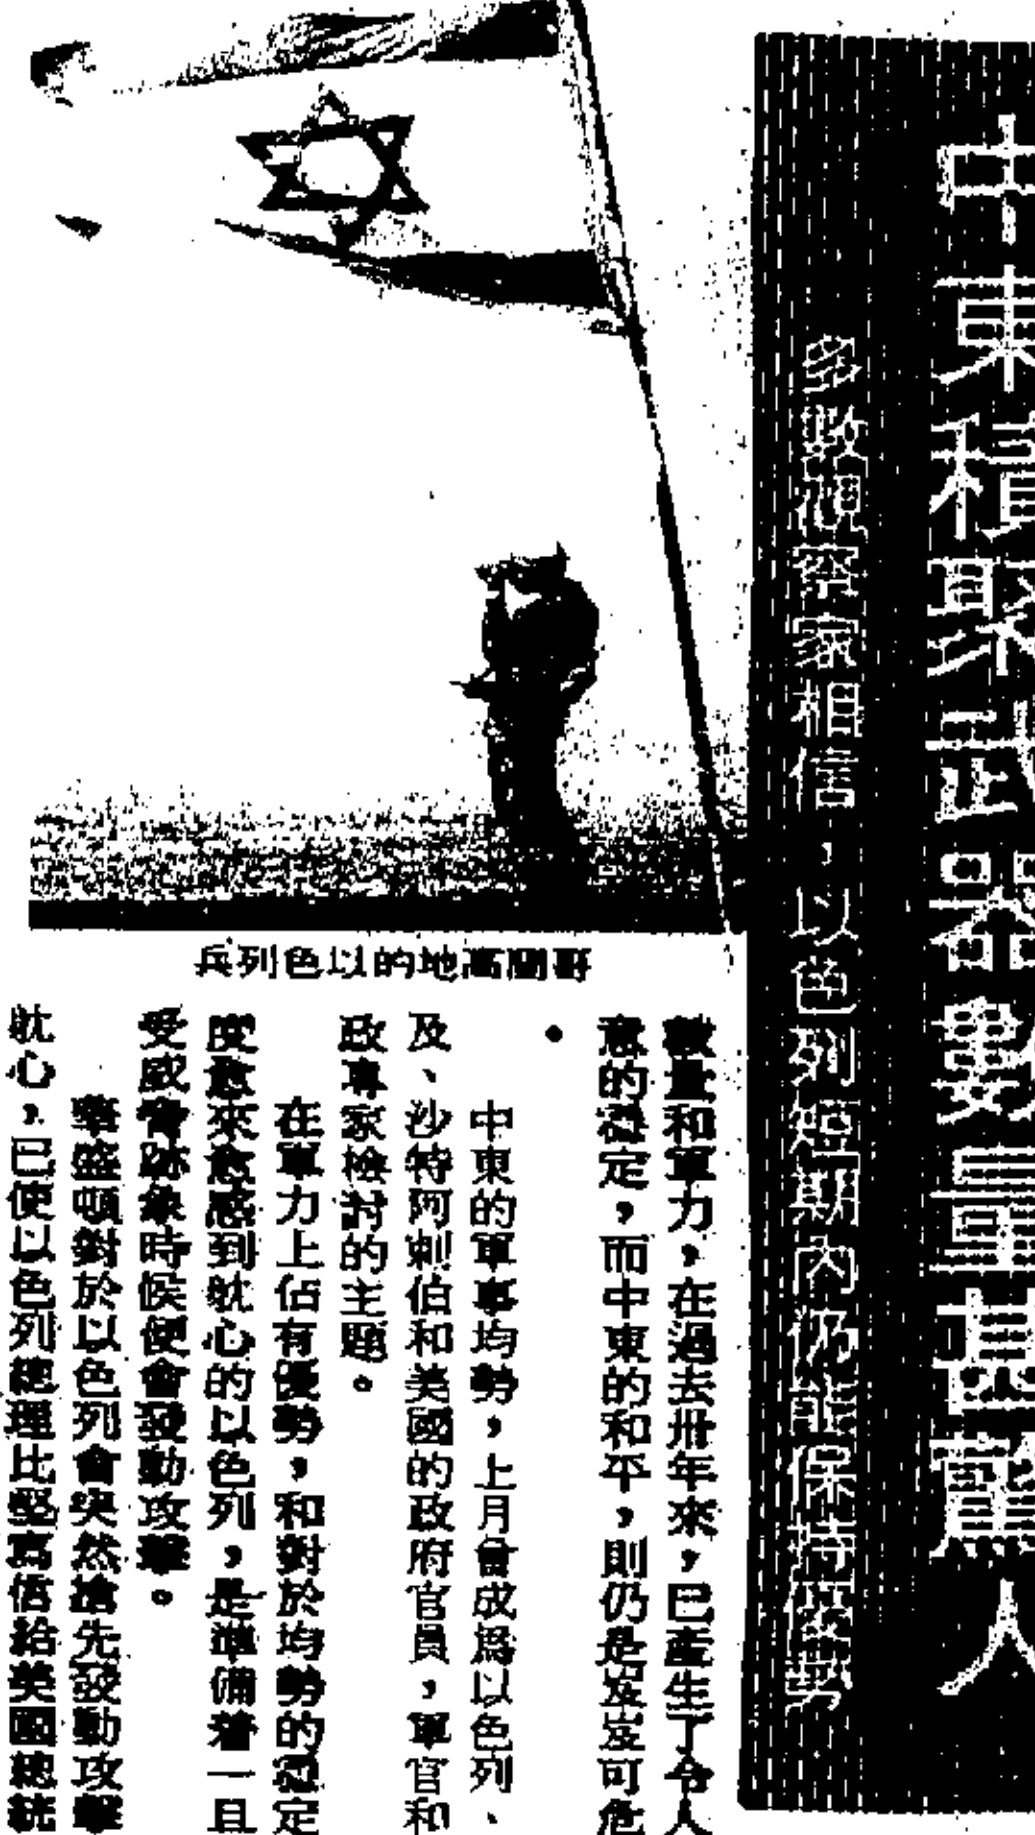 中東積聚武器數量甚驚人
多數觀察家相信，以色列短期內仍能保持優勢
哥蘭高地的以色列兵
數量和軍力，在過去卅年來，已產生了令人
意的濕定，而中東的和平，則仍是岌岌可危
。
中東的軍事均勢，上月會成爲以色列、
及、沙特阿剌伯和美國的政府官員，軍官和
政專家檢討的主題。
在軍力上佔有優勢，和對於均勢的濕定
度愈來愈感到躭心的以色列，是準備着一旦
受威脅跡象時候便會發動攻擊。
華盛頓對於以色列會突然搶先發動攻擊
躭心，已使以色列總理比堅寫信給美國總統